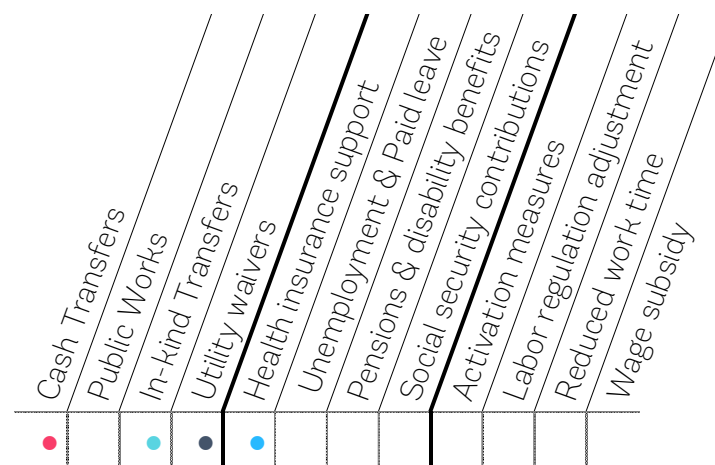 Cash Transfers
Public Works
In-kind Transfers
Utility waivers
Health insurance support
Unemployment & Paid leave
Pensions & disability benefits
Social security contributions
Activation measures
Labor regulation adjustment
Reduced work time
Wage subsidy